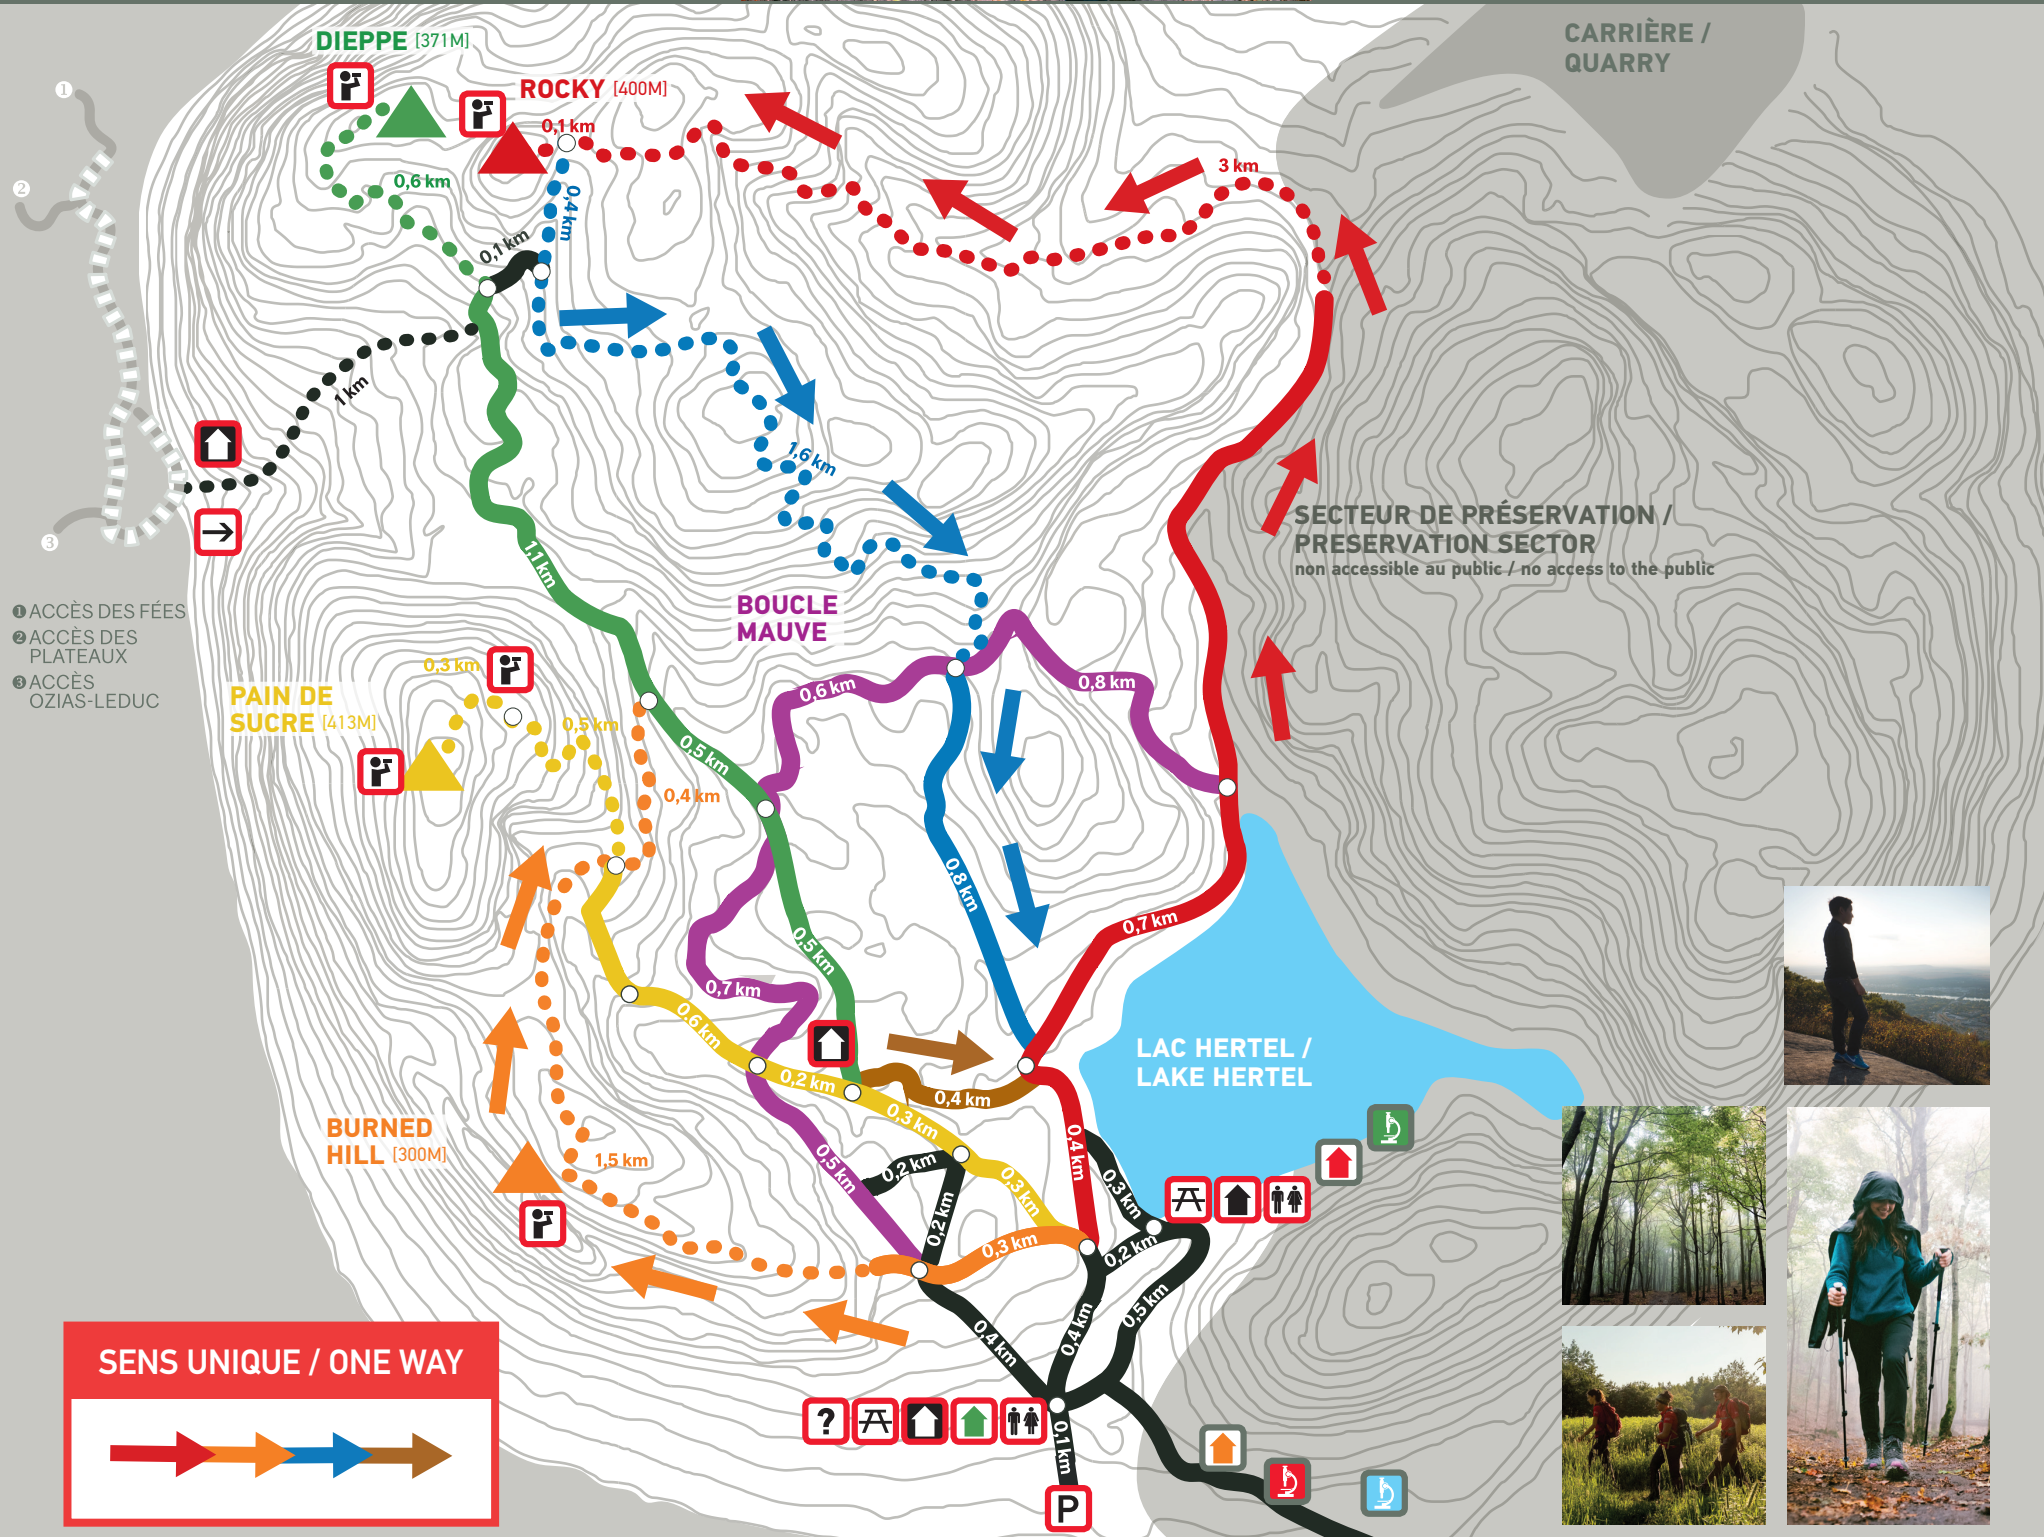 CARRIÈRE /
QUARRY
DIEPPE [371M]
ROCKY [400M]
0,1 km
3 km
0,6 km
0,4 km
0,1 km
1 km
1,6 km
1
2
3
SECTEUR DE PRÉSERVATION /
PRESERVATION SECTOR
non accessible au public / no access to the public
1,1 km
BOUCLE
MAUVE
❶ ACCÈS DES FÉES
❷ ACCÈS DES
PLATEAUX
❸ ACCÈS
OZIAS-LEDUC
0,3 km
PAIN DE
SUCRE [413M]
0,5 km
0,6 km
0,8 km
0,5 km
0,4 km
0,8 km
0,7 km
0,5 km
0,7 km
0,6 km
LAC HERTEL /
LAKE HERTEL
0,2 km
0,4 km
0,3 km
BURNED
HILL [300M]
1,5 km
0,5 km
0,2 km
0,3 km
0,4 km
0,3 km
0,2 km
0,3 km
0,2 km
0,4 km
0,4 km
0,5 km
SENS UNIQUE / ONE WAY
?
0,1 km
P